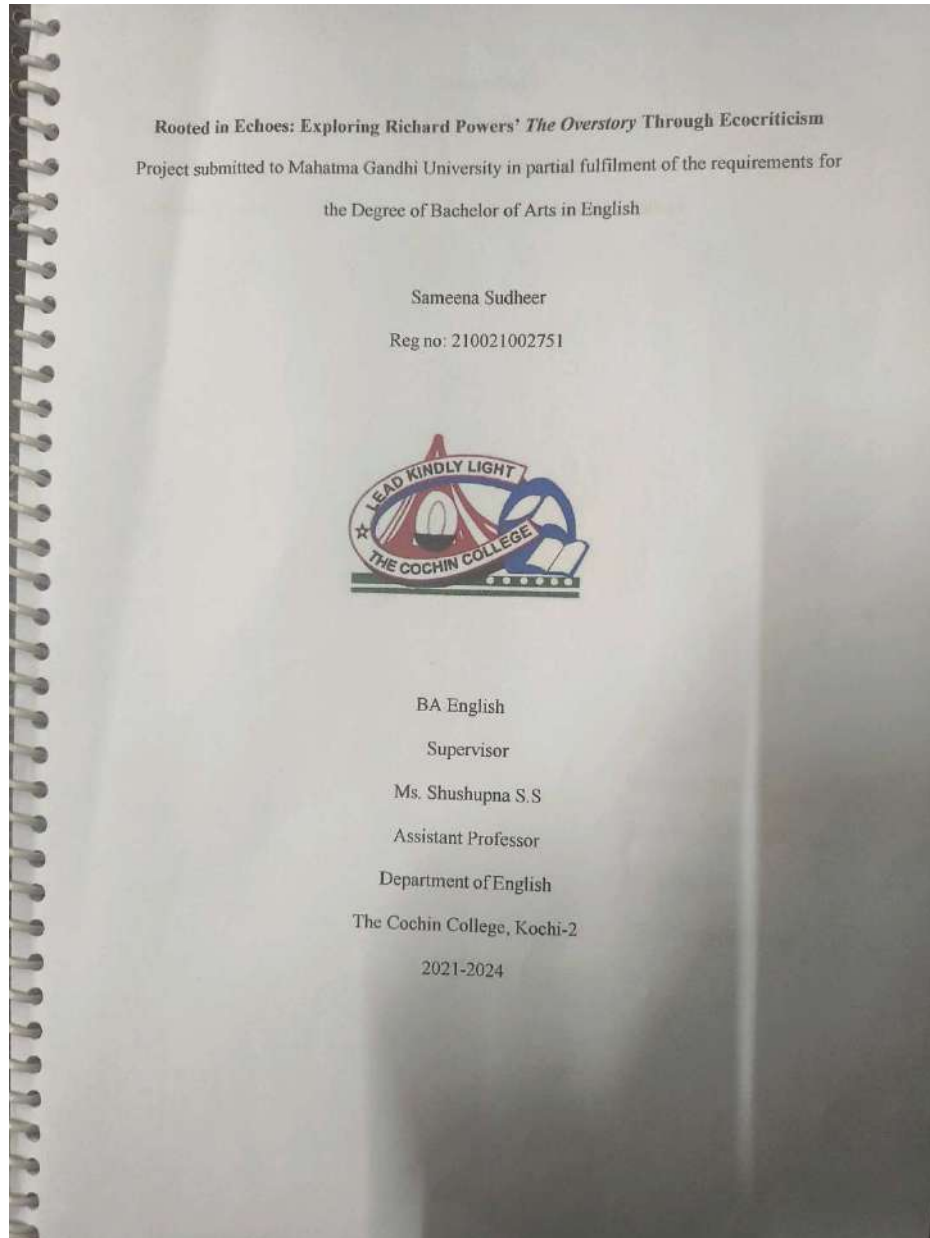 Rooted in Echoes: Exploring Richard Powers' The Overstory Through Ecocriticism
Project submitted to Mahatma Gandhi University in partial fulfilment of the requirements for
the Degree of Bachelor of Arts in English
Sameena Sudheer
Reg no: 210021002751
LEAD KINDLY LIGHT
THE COCHIN COLLEGE
BA English
Supervisor
Ms. Shushupna S.S
Assistant Professor
Department of English
The Cochin College, Kochi-2
2021-2024